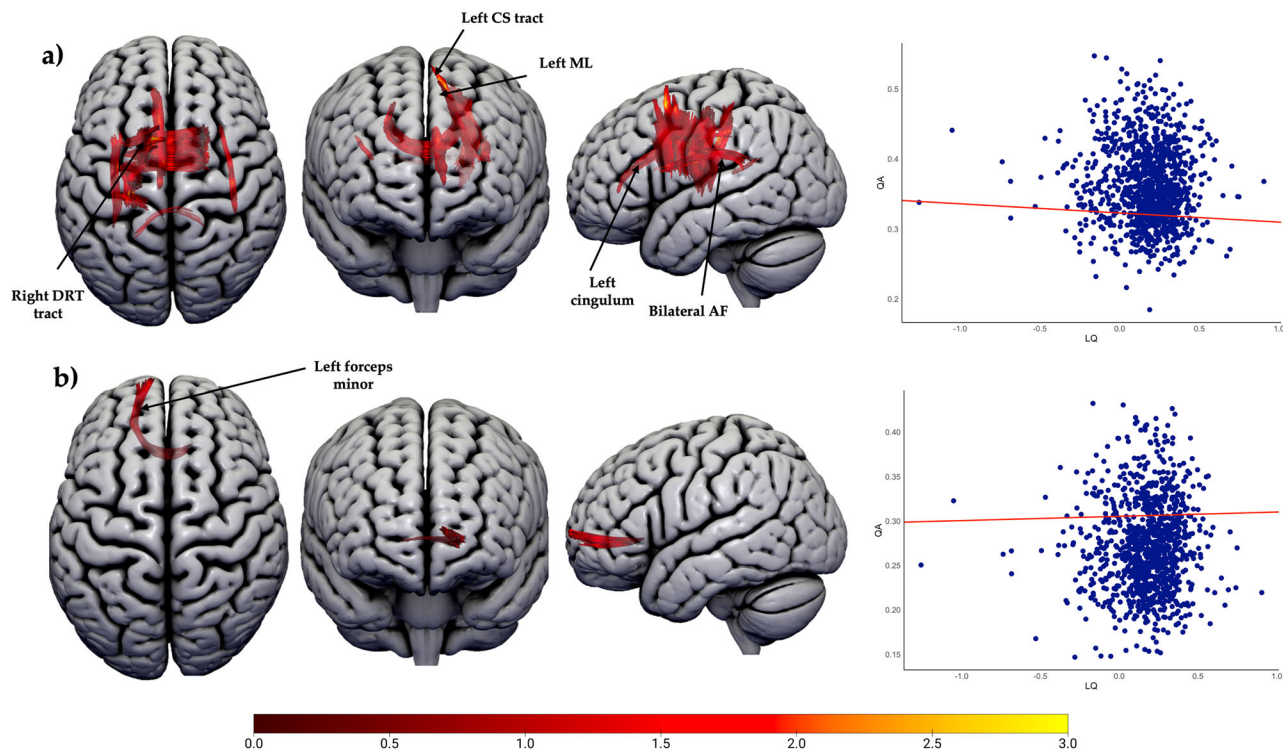 a)
Left CS tract
Left ML
Right DRT
tract
Left
cingulum
Bilateral AF
QA
0.5
0.4
0.3
0.2
-1.0
-0.5
0.0
0.5
1.0
LQ
b)
Left forceps
minor
QA
0.40
0.35
0.30
0.25
0.20
0.15
-1.0
-0.5
0.0
0.5
1.0
LQ
0.0
0.5
1.0
1.5
2.0
2.5
3.0